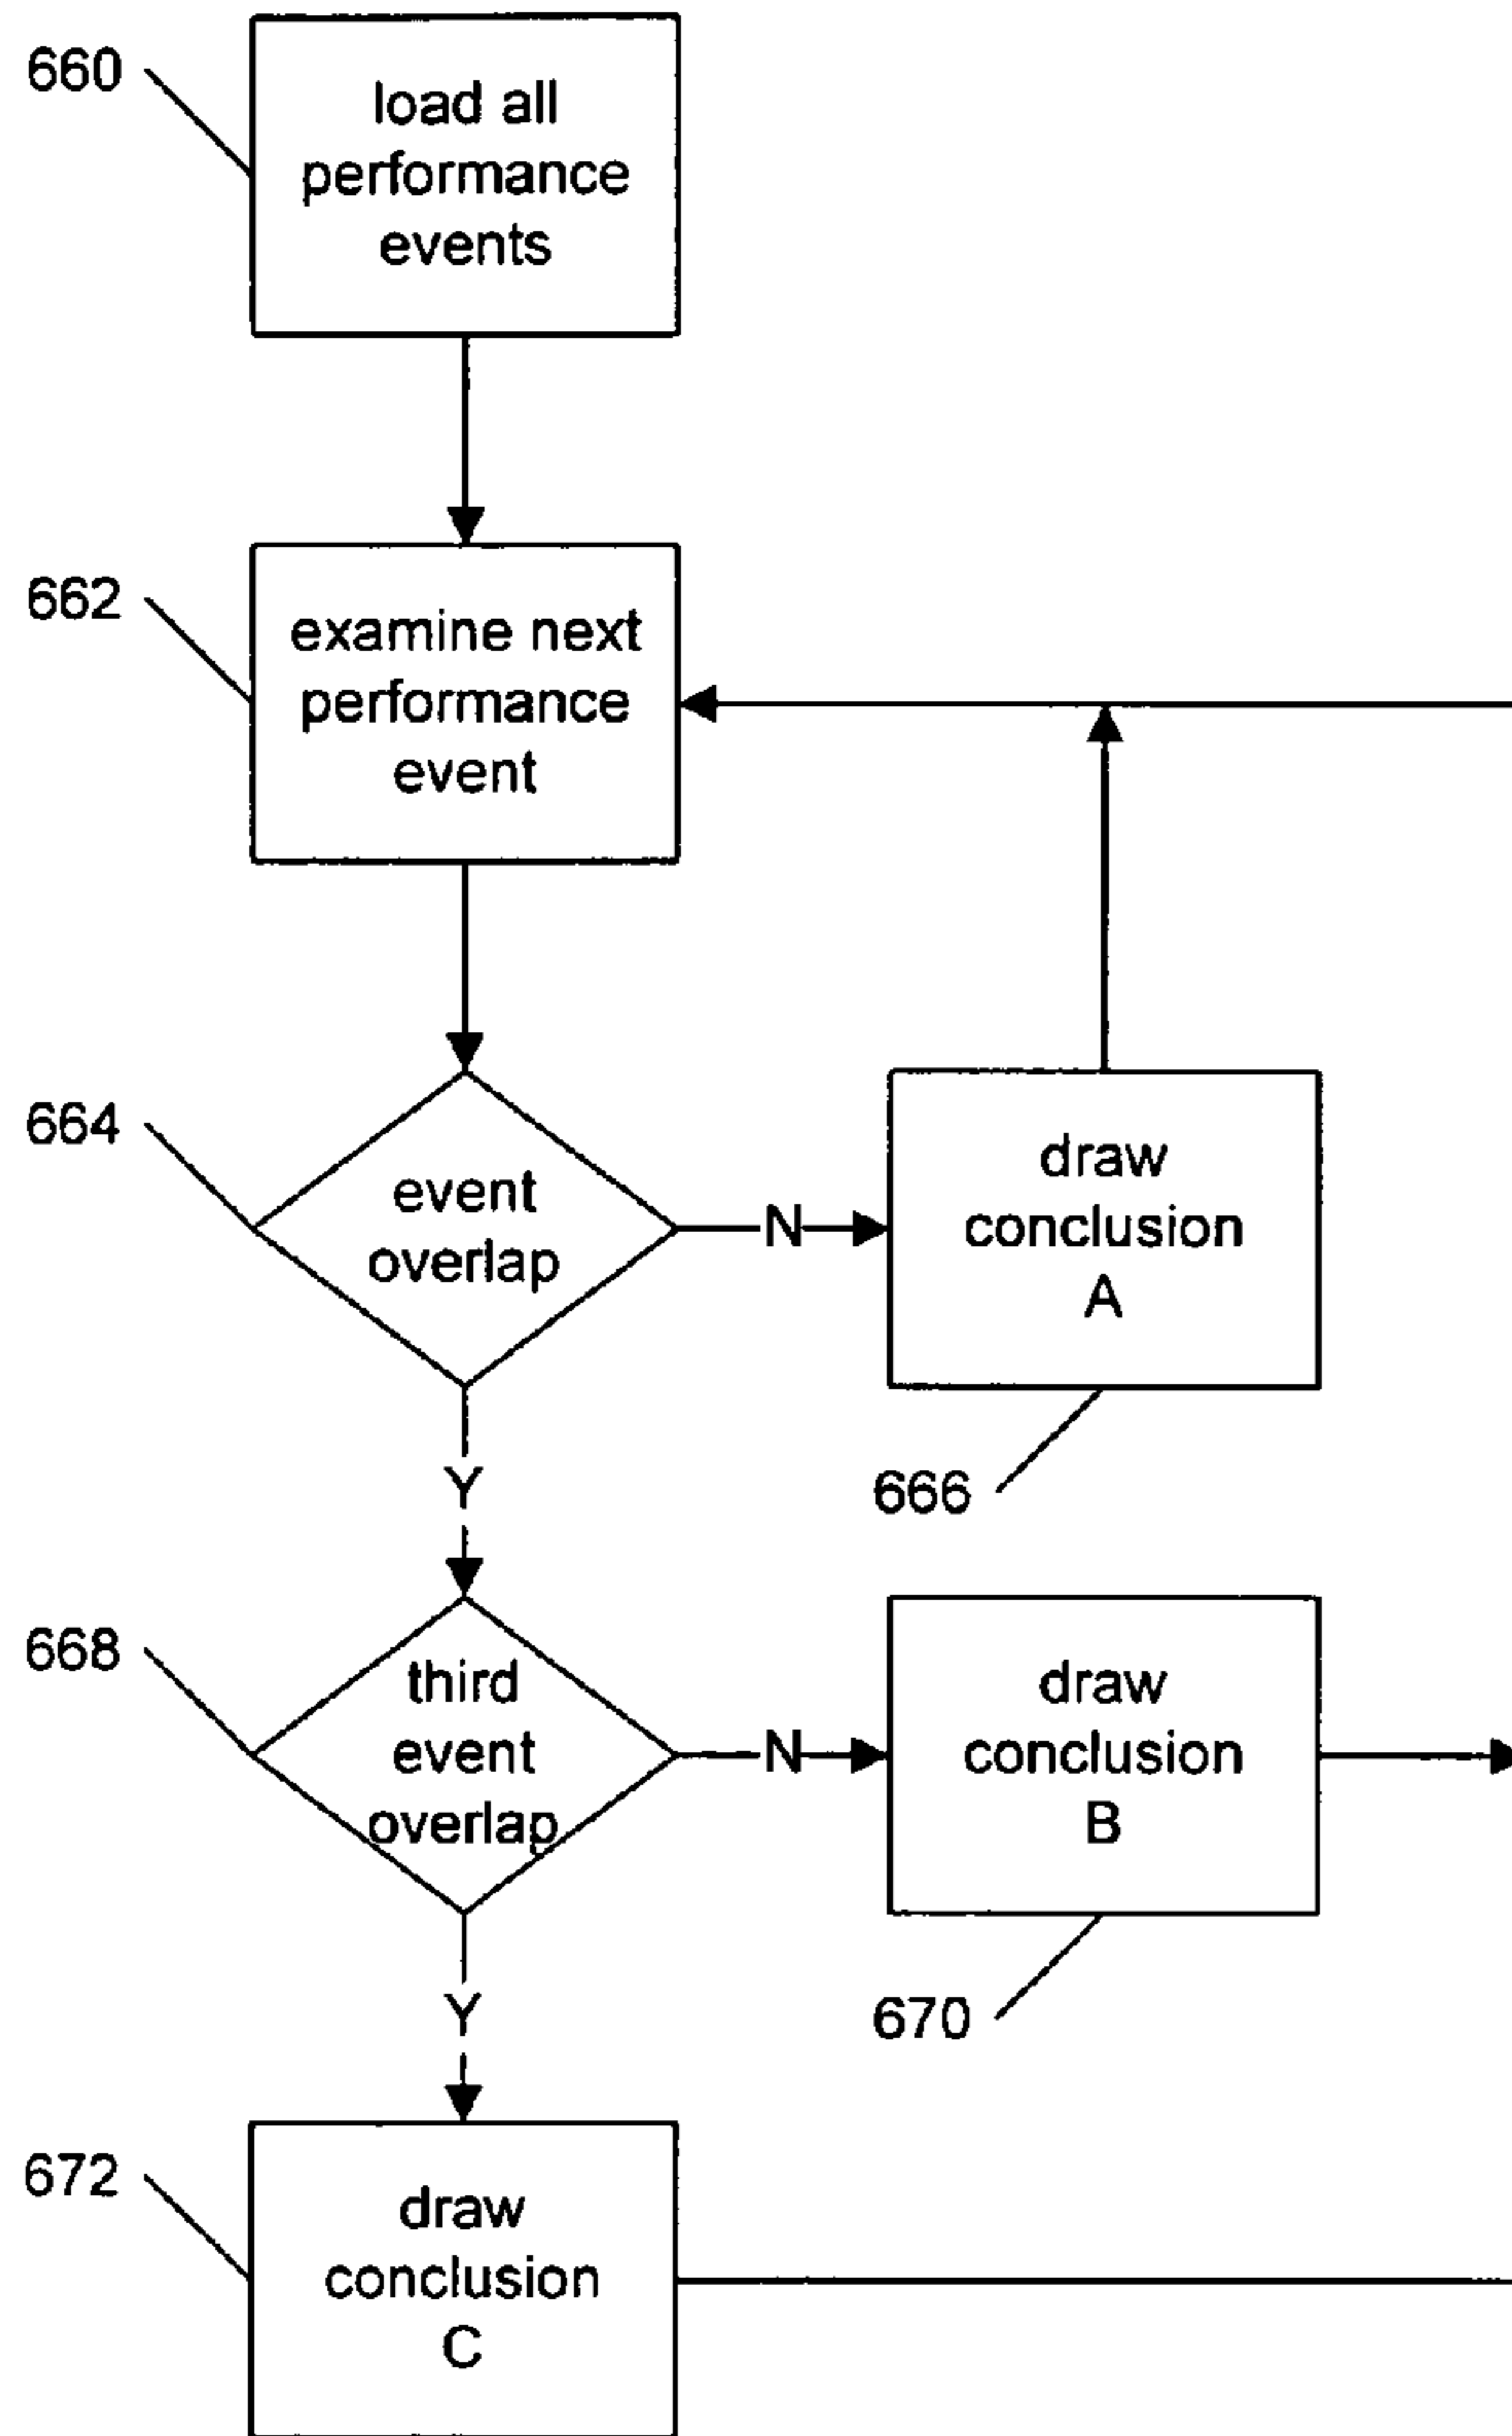 660
load all
performance
events
662
examine next
performance
event
664
event
overlap
N
draw
conclusion
A
666
Y
668
third
event
overlap
N
draw
conclusion
B
670
Y
672
draw
conclusion
C